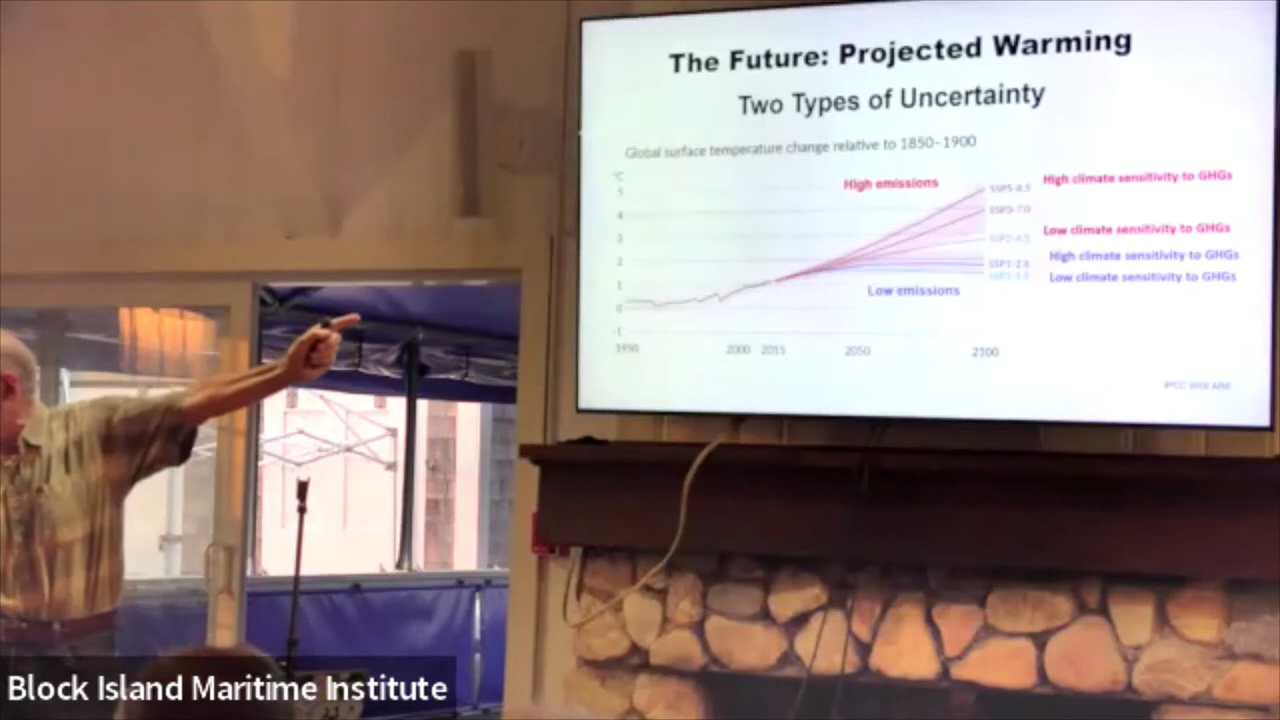 The Future: Projected Warming
Two Types of Uncertainty
Global surface temperature change relative to 1850–1900
°C
5
4
3
2
1
0
-1
High emissions
Low emissions
SSP5-8.5
SSP3-7.0
SSP2-4.5
SSP1-2.6
High climate sensitivity to GHGs
Low climate sensitivity to GHGs
High climate sensitivity to GHGs
Low climate sensitivity to GHGs
1950 2000 2015 2050 2100
IPCC
Block Island Maritime Institute